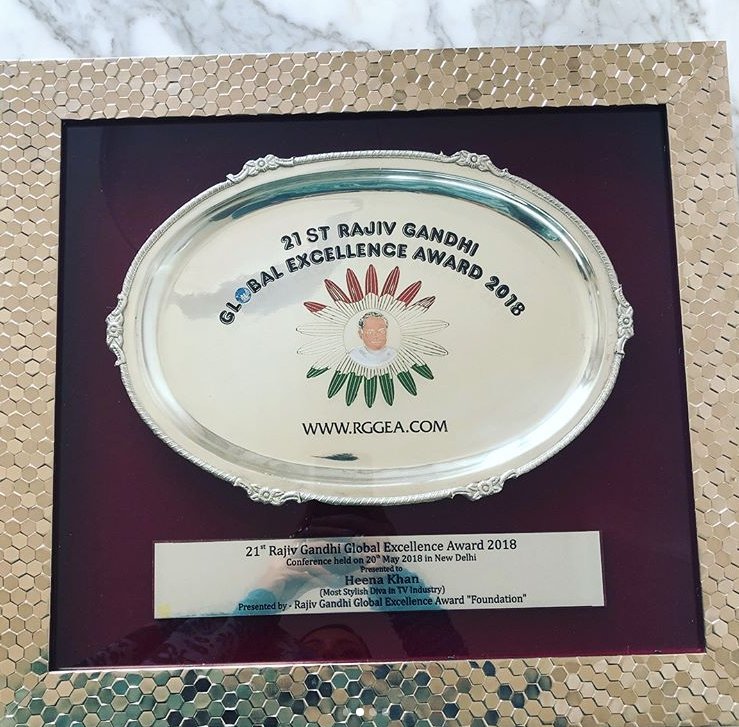 21 ST RAJIV GANDHI
GLOBAL EXCELLENCE AWARD 2018
WWW.RGGEA.COM
21st Rajiv Gandhi Global Excellence Award 2018
Conference held on 20th May 2018 in New Delhi
Presented to
Heena Khan
(Most Stylish Diva in TV Industry)
Presented by - Rajiv Gandhi Global Excellence Award "Foundation"